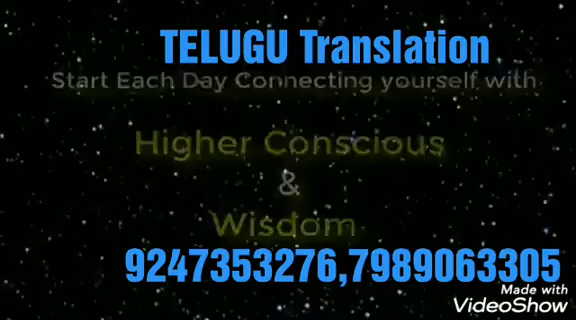 TELUGU Translation
Start Each Day Connecting yourself with
Higher Conscious
&
Wisdom
9247353276,7989063305
Made with
VideoShow